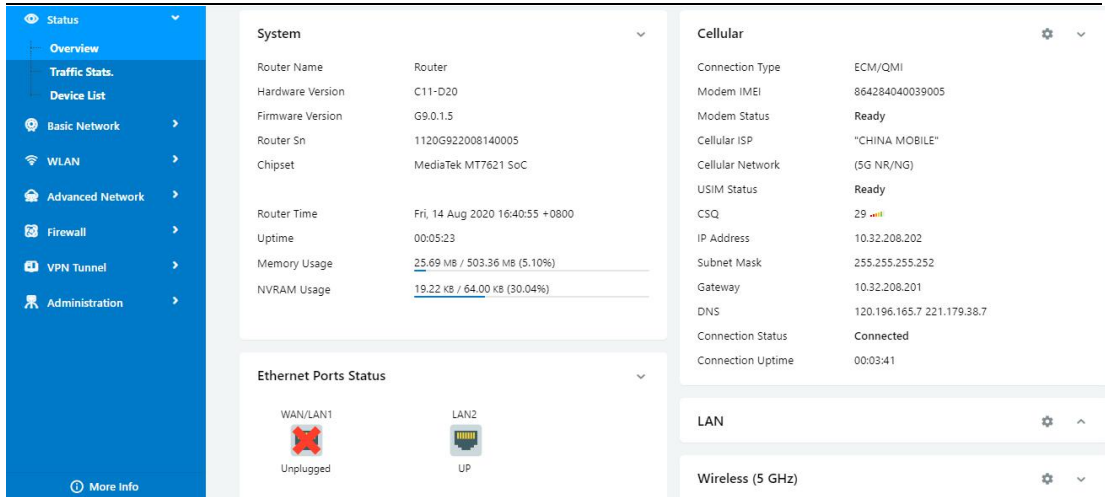 Status
Overview
Traffic Stats.
Device List
Basic Network
WLAN
Advanced Network
Firewall
VPN Tunnel
Administration
More Info
System
Router Name Router
Hardware Version C11-D20
Firmware Version G9.0.1.5
Router Sn 1120G922008140005
Chipset MediaTek MT7621 SoC
Router Time Fri, 14 Aug 2020 16:40:55 +0800
Uptime 00:05:23
Memory Usage 25.69 MB / 503.36 MB (5.10%)
NVRAM Usage 19.22 KB / 64.00 KB (30.04%)
Ethernet Ports Status
WAN/LAN1 LAN2
Unplugged UP
Cellular
Connection Type ECM/QMI
Modem IMEI 864284040039005
Modem Status Ready
Cellular ISP "CHINA MOBILE"
Cellular Network (5G NR/NG)
USIM Status Ready
CSQ 29
IP Address 10.32.208.202
Subnet Mask 255.255.255.252
Gateway 10.32.208.201
DNS 120.196.165.7 221.179.38.7
Connection Status Connected
Connection Uptime 00:03:41
LAN
Wireless (5 GHz)